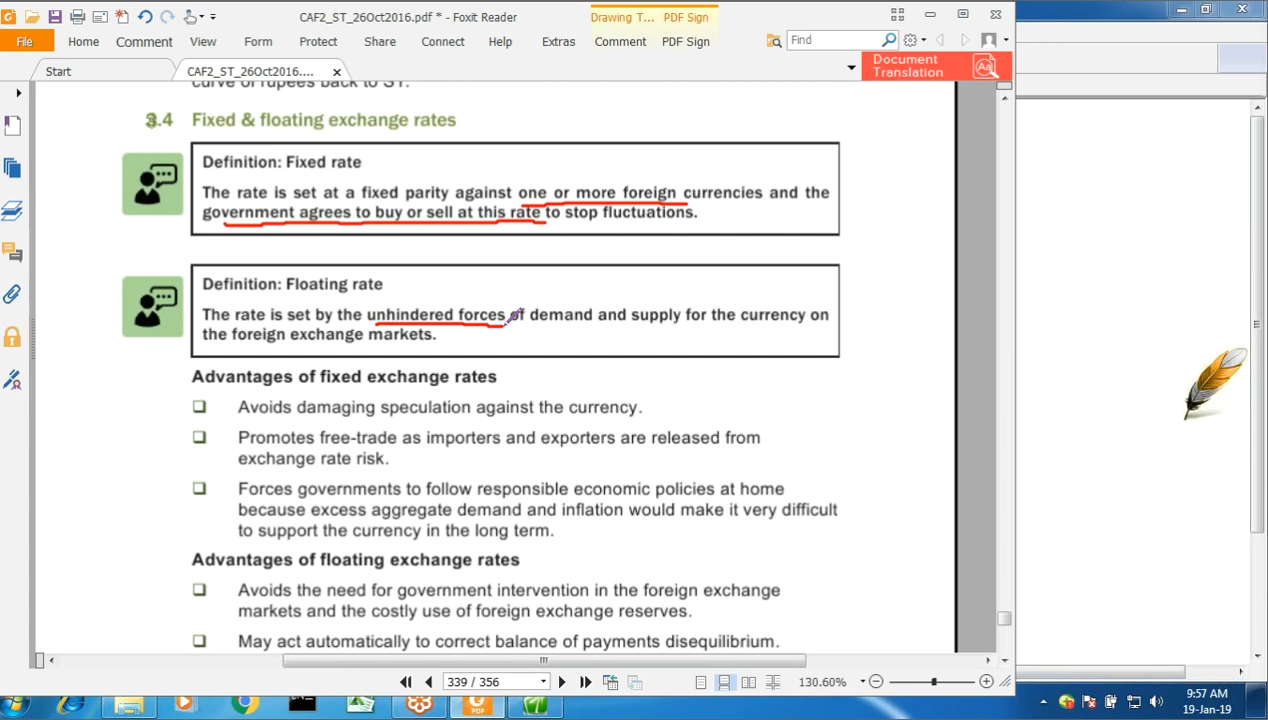 CAF2_ST_26Oct2016.pdf * - Foxit Reader
Drawing T... PDF Sign
File Home Comment View Form Protect Share Connect Help Extras Comment PDF Sign Find
Document
Translation
Start CAF2_ST_26Oct2016....
curve of rupees back to S1.
3.4 Fixed & floating exchange rates
Definition: Fixed rate
The rate is set at a fixed parity against one or more foreign currencies and the
government agrees to buy or sell at this rate to stop fluctuations.
Definition: Floating rate
The rate is set by the unhindered forces of demand and supply for the currency on
the foreign exchange markets.
Advantages of fixed exchange rates
Avoids damaging speculation against the currency.
Promotes free-trade as importers and exporters are released from
exchange rate risk.
Forces governments to follow responsible economic policies at home
because excess aggregate demand and inflation would make it very difficult
to support the currency in the long term.
Advantages of floating exchange rates
Avoids the need for government intervention in the foreign exchange
markets and the costly use of foreign exchange reserves.
May act automatically to correct balance of payments disequilibrium.
339 / 356 130.60%
9:57 AM
19-Jan-19